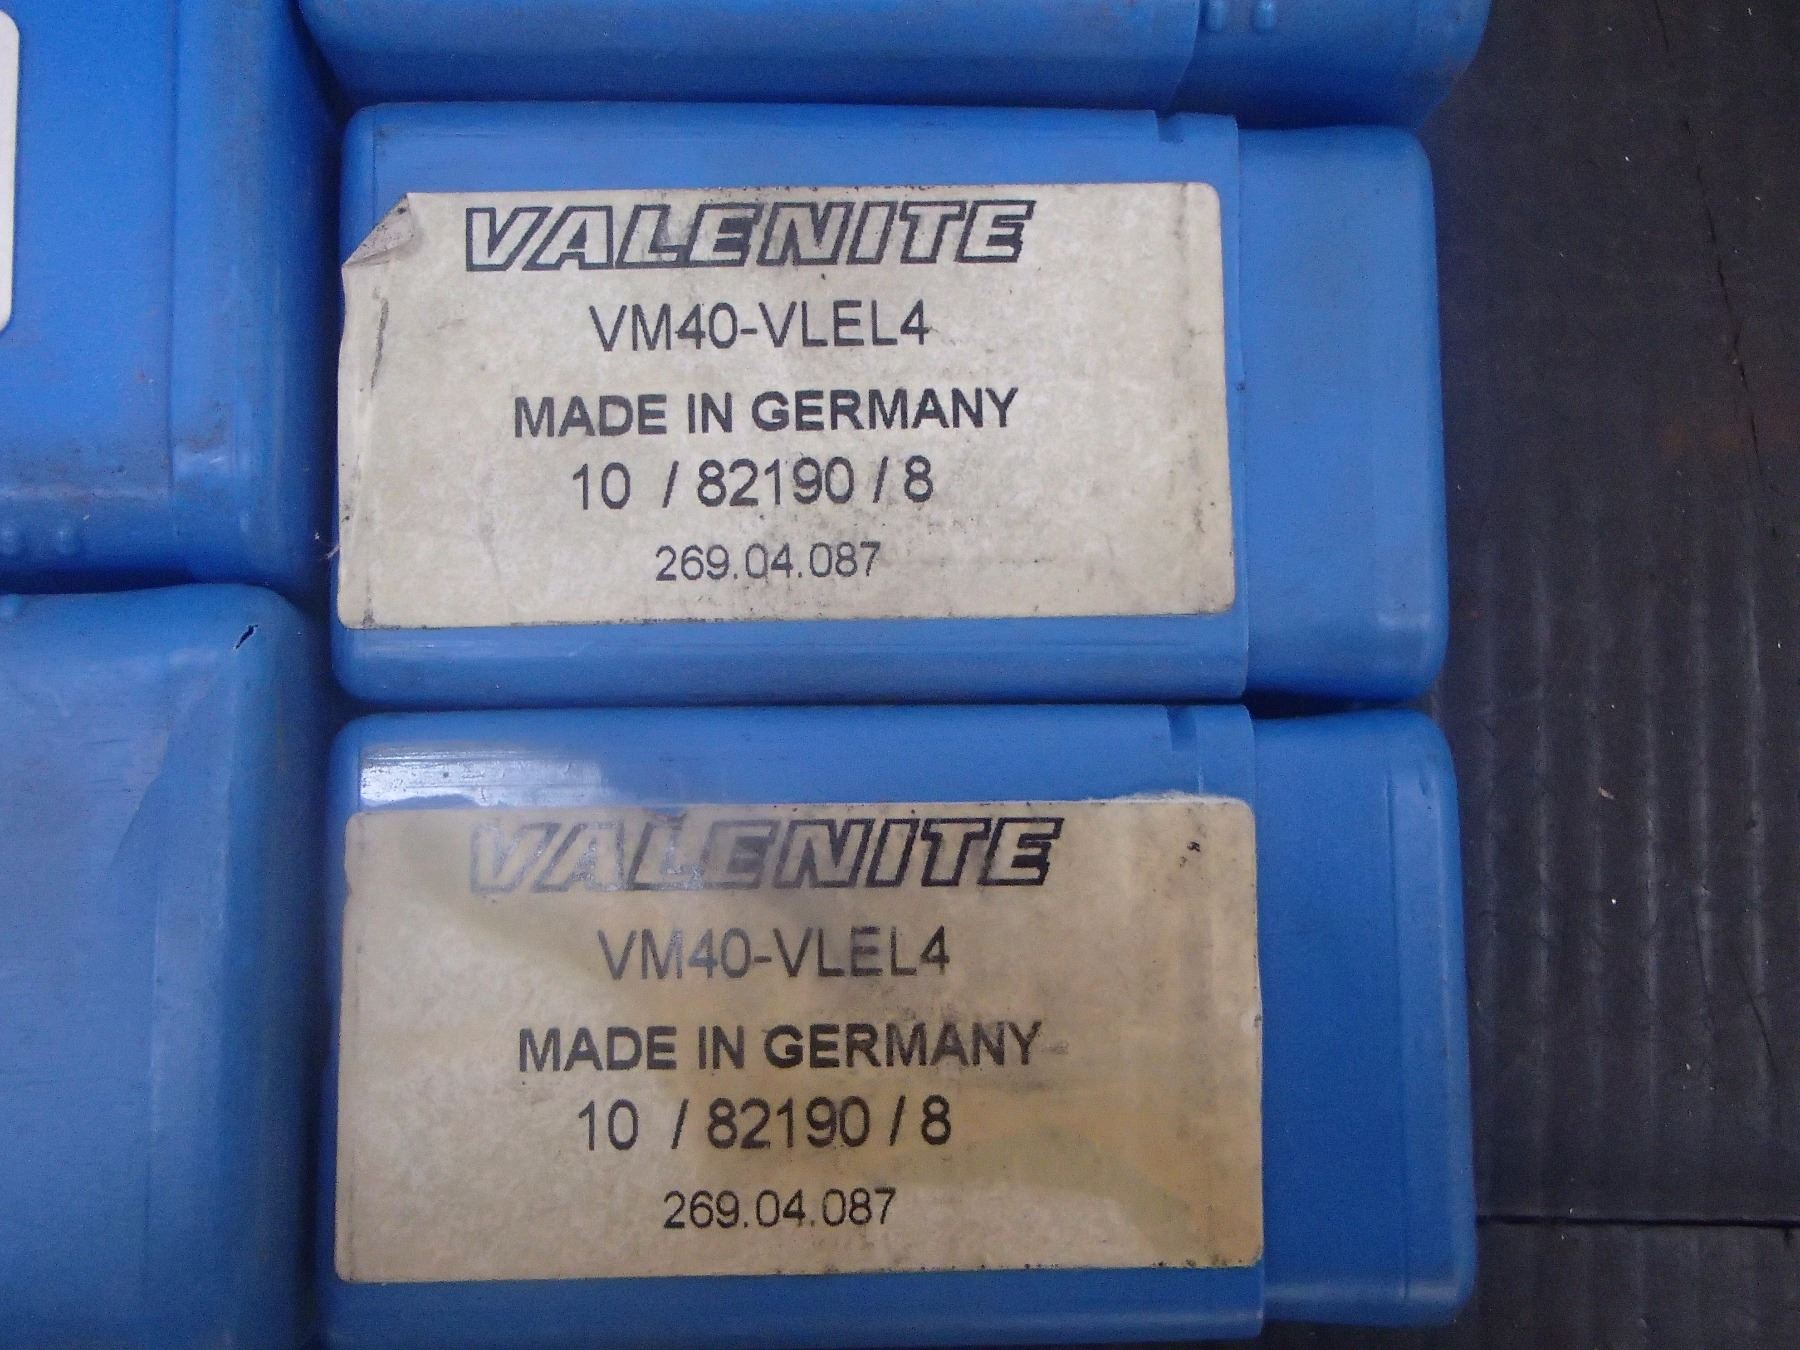 VALENITE
VM40-VLEL4
MADE IN GERMANY
10 / 82190 / 8
269.04.087
VALENITE
VM40-VLEL4
MADE IN GERMANY
10 / 82190 / 8
269.04.087